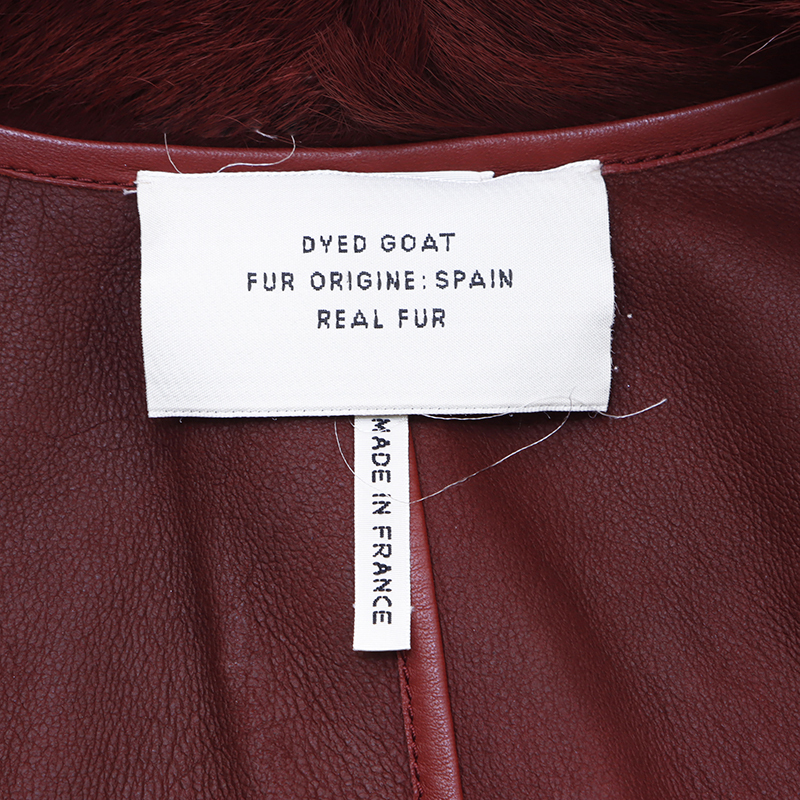 DYED GOAT
FUR ORIGINE: SPAIN
REAL FUR
MADE IN FRANCE